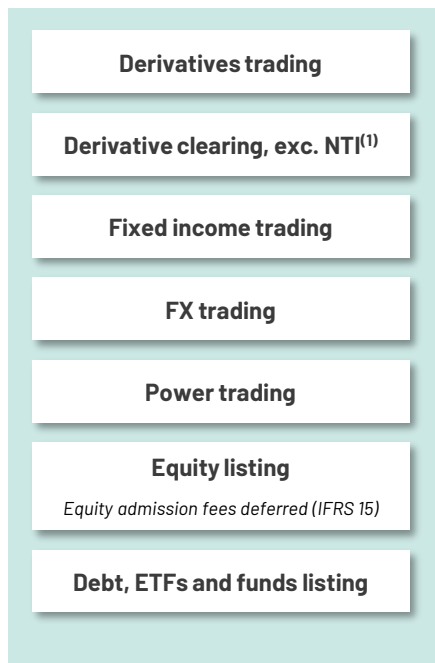 Derivatives trading
Derivative clearing, exc. NTI(1)
Fixed income trading
FX trading
Power trading
Equity listing
Equity admission fees deferred (IFRS 15)
Debt, ETFs and funds listing